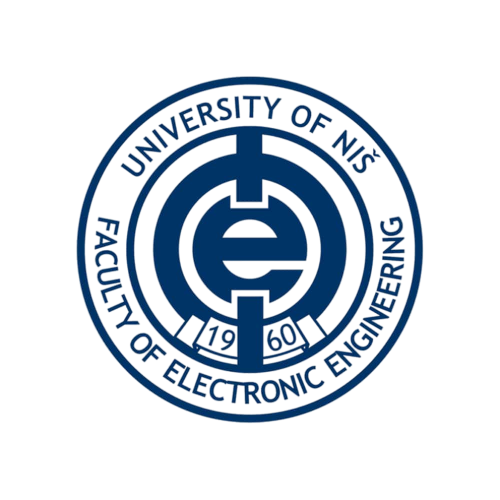 UNIVERSITY OF NIŠ
e
19 60
FACULTY OF ELECTRONIC ENGINEERING